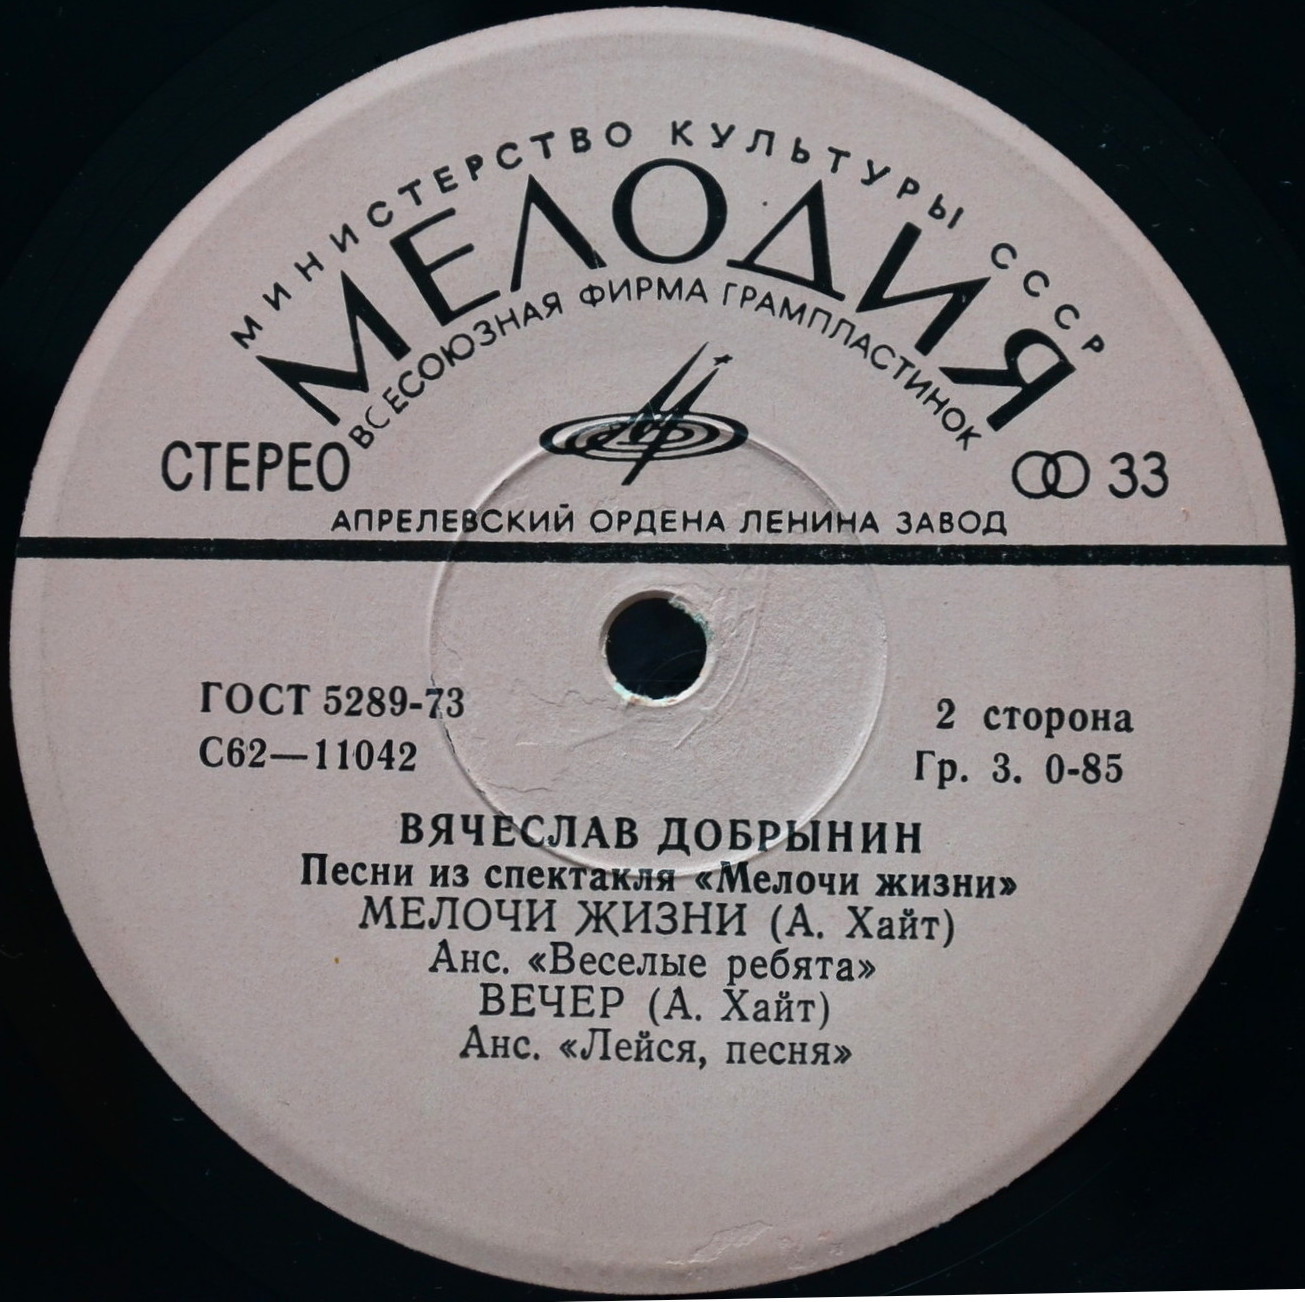 МИНИСТЕРСТВО КУЛЬТУРЫ СССР
МЕЛОДИЯ
ВСЕСОЮЗНАЯ ФИРМА ГРАМПЛАСТИНОК
СТЕРЕО
33
АПРЕЛЕВСКИЙ ОРДЕНА ЛЕНИНА ЗАВОД
ГОСТ 5289-73
С62—11042
2 сторона
Гр. 3. 0-85
ВЯЧЕСЛАВ ДОБРЫНИН
Песни из спектакля «Мелочи жизни»
МЕЛОЧИ ЖИЗНИ (А. Хайт)
Анс. «Веселые ребята»
ВЕЧЕР (А. Хайт)
Анс. «Лейся, песня»